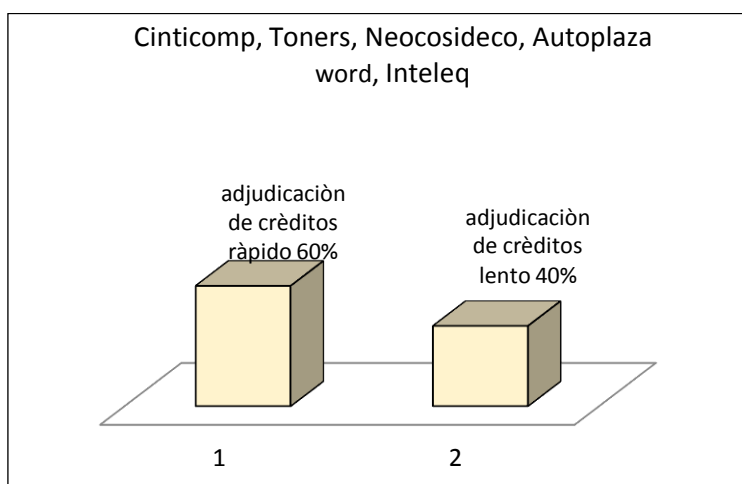 Cinticomp, Toners, Neocosideco, Autoplaza
word, Inteleq
adjudicaciòn
de crèditos
ràpido 60%
adjudicaciòn
de crèditos
lento 40%
1
2